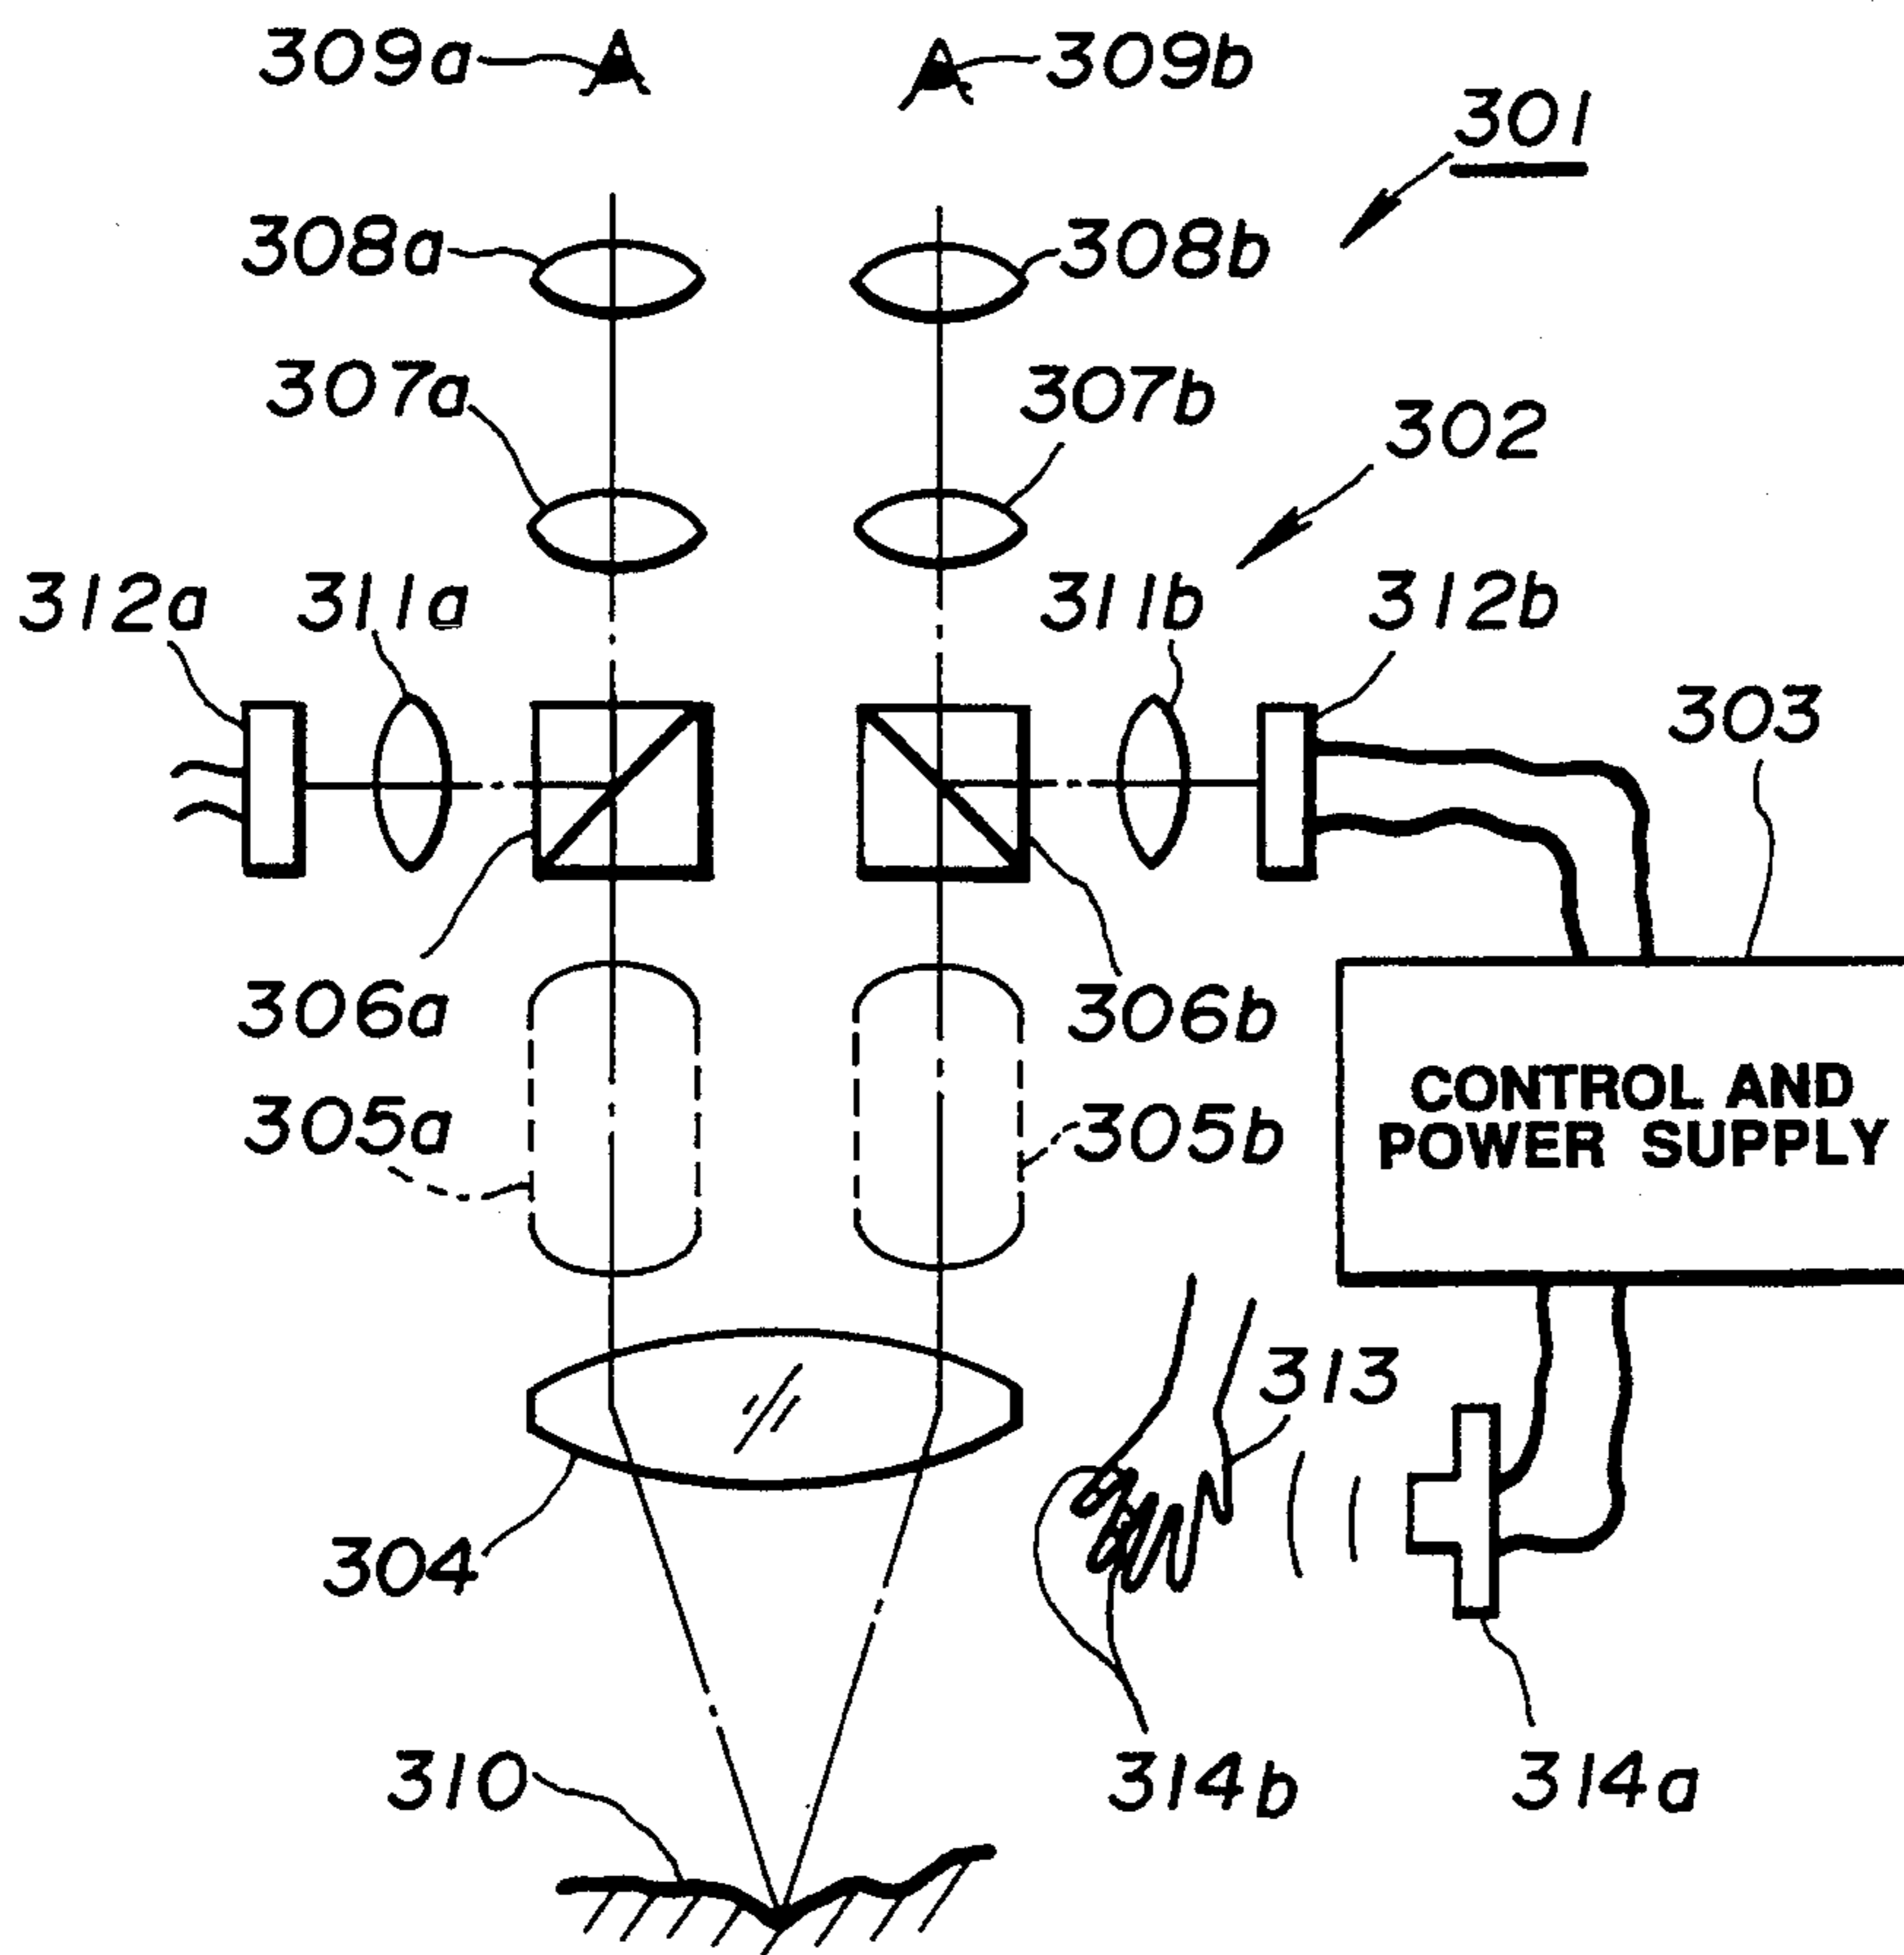 309a
309b
301
308a
308b
307a
307b
302
312a
311a
311b
312b
303
306a
306b
305a
305b
CONTROL AND
POWER SUPPLY
313
304
310
314b
314a